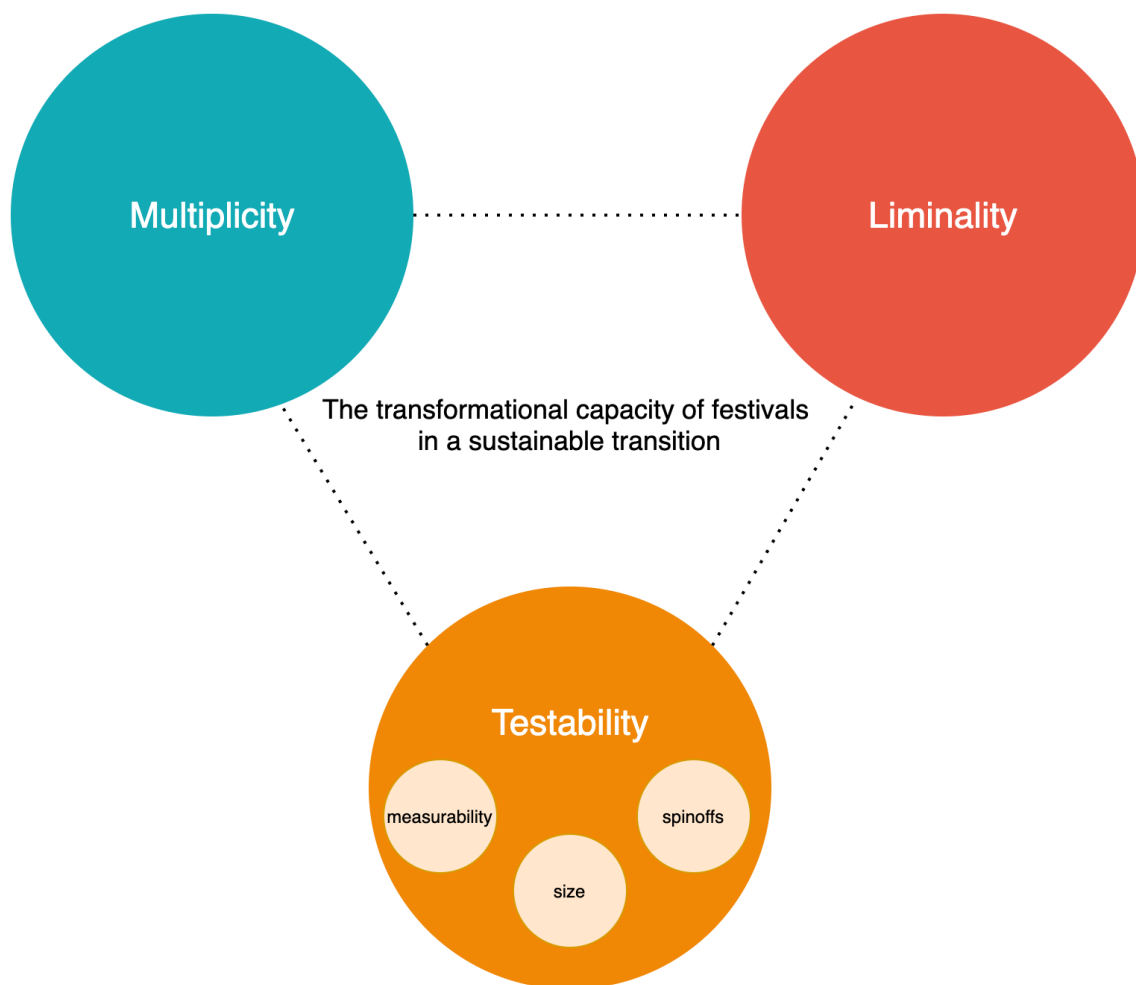 Multiplicity
Liminality
The transformational capacity of festivals
in a sustainable transition
Testability
measurability
spinoffs
size